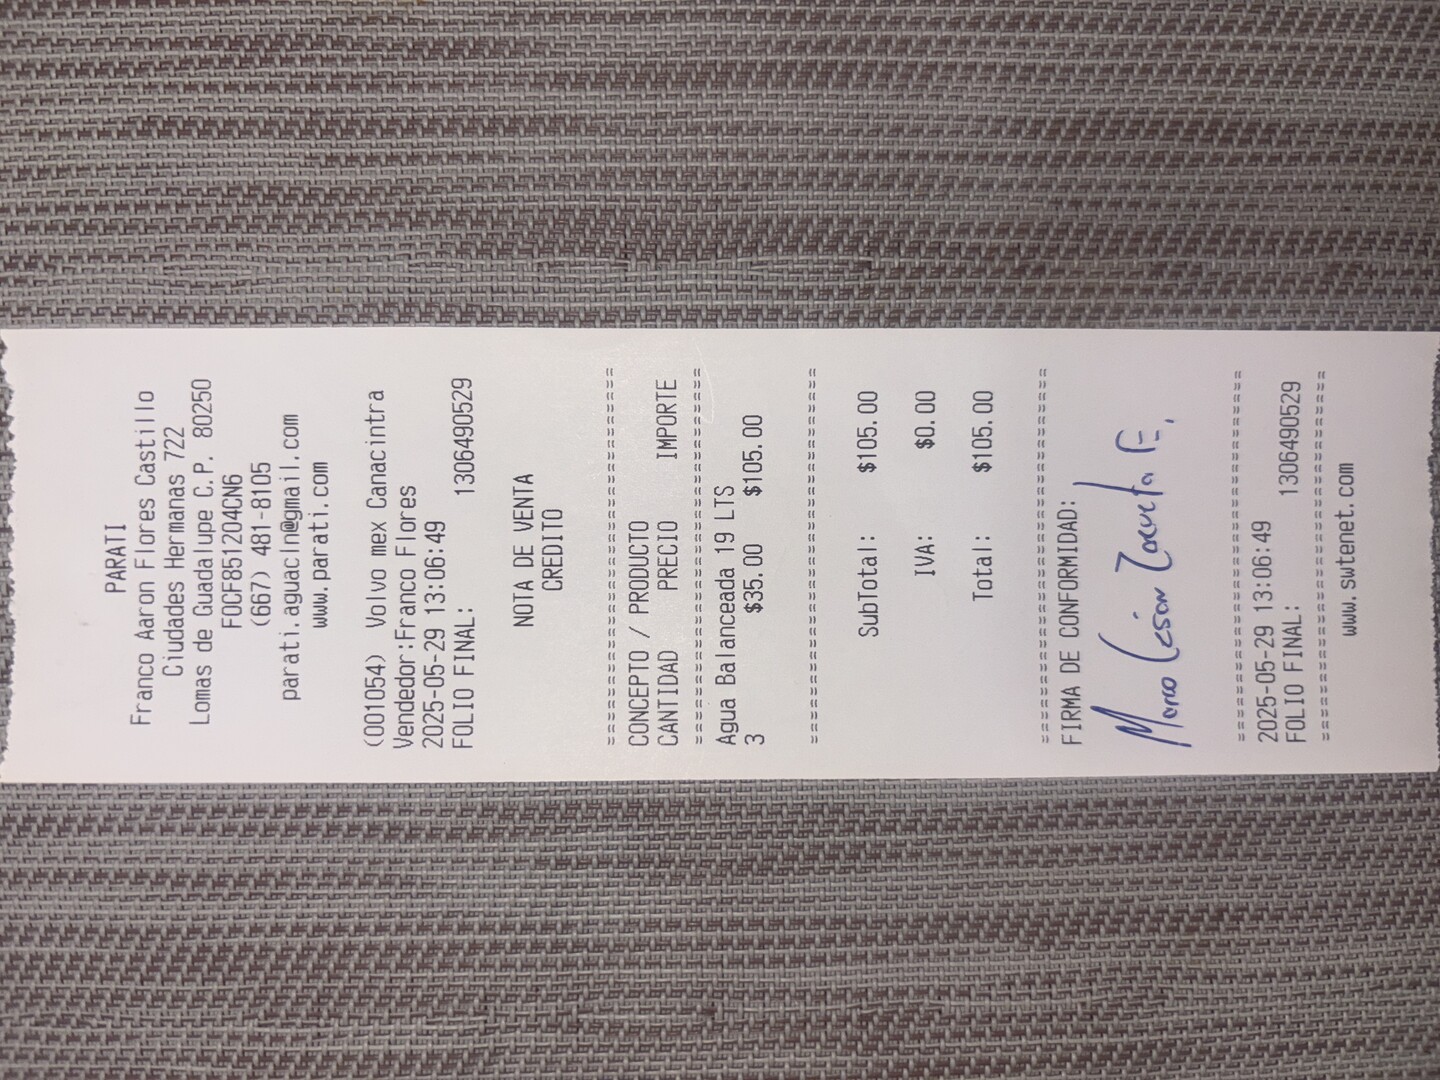 PARATI
Franco Aaron Flores Castillo
Ciudades Hermanas 722
Lomas de Guadalupe C.P. 80250
FOCF851204CN6
(667) 481-8105
parati.aguacln@gmail.com
www.parati.com
(001054) Volvo mex Canacintra
Vendedor:Franco Flores
2025-05-29 13:06:49
FOLIO FINAL: 1306490529
NOTA DE VENTA
CREDITO
==============================
CONCEPTO / PRODUCTO
CANTIDAD PRECIO IMPORTE
==============================
Agua Balanceada 19 LTS
3 $35.00 $105.00
==============================
SubTotal: $105.00
IVA: $0.00
Total: $105.00
==============================
FIRMA DE CONFORMIDAD:
Marco César Zavala E.
==============================
2025-05-29 13:06:49
FOLIO FINAL: 1306490529
==============================
www.swtenet.com